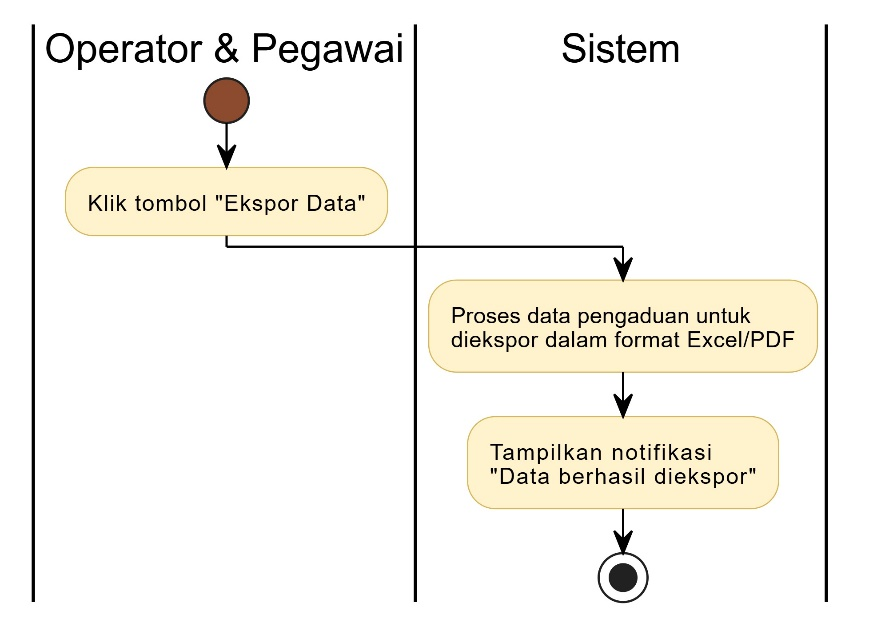 Operator & Pegawai
Sistem
Klik tombol "Ekspor Data"
Proses data pengaduan untuk
diekspor dalam format Excel/PDF
Tampilkan notifikasi
"Data berhasil diekspor"